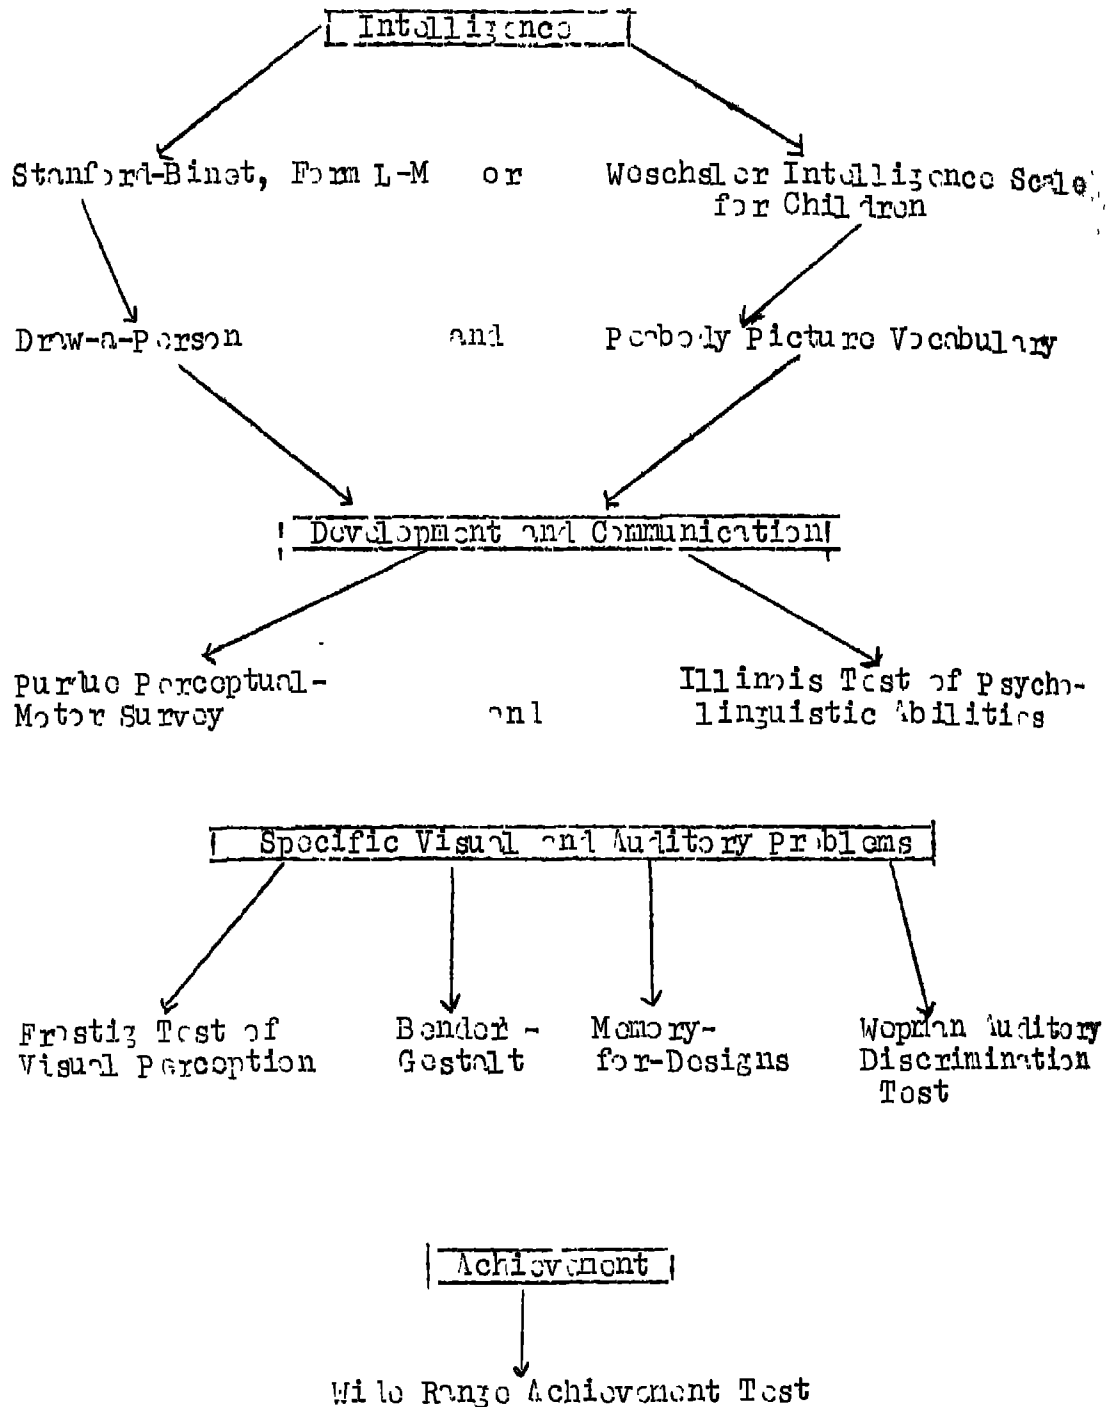 Intelligence
Stanford-Binet, Form L-M or Weschsler Intelligence Scale
for Children
Draw-a-Person and Peabody Picture Vocabulary
Development and Communication
Purdue Perceptual- Illinois Test of Psycho-
Motor Survey and linguistic Abilities
Specific Visual and Auditory Problems
Frostig Test of Bender- Memory- Wepman Auditory
Visual Perception Gestalt for-Designs Discrimination
Test
Achievement
Wide Range Achievement Test